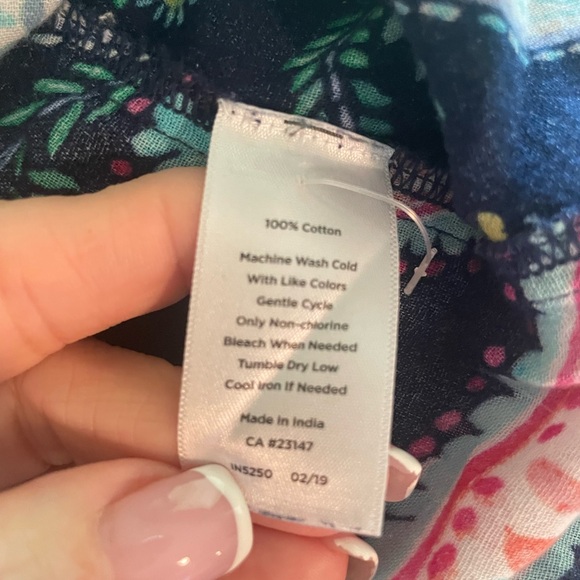 100% Cotton
Machine Wash Cold
With Like Colors
Gentle Cycle
Only Non-chlorine
Bleach When Needed
Tumble Dry Low
Cool Iron If Needed
Made in India
CA #23147
IN5250 02/19